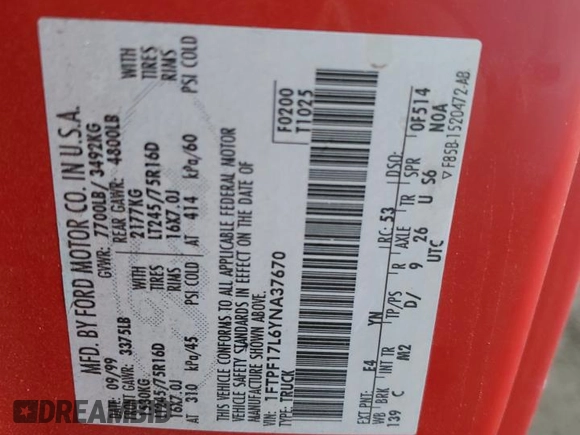 MFD. BY FORD MOTOR CO. IN U.S.A.
DATE: 09/99 GVWR: 7700LB/ 3492KG
FRONT GAWR: 3375LB REAR GAWR: 4800LB
1530KG 2177KG WITH
LT245/75R16D LT245/75R16D TIRES
16X7.0J 16X7.0J RIMS
AT 310 kPa/45 AT 414 kPa/60 PSI COLD
WITH
TIRES
RIMS
PSI COLD
THIS VEHICLE CONFORMS TO ALL APPLICABLE FEDERAL MOTOR
VEHICLE SAFETY STANDARDS IN EFFECT ON THE DATE OF
MANUFACTURE SHOWN ABOVE.
1FTPF17L6YNA37670
TYPE: TRUCK
F0200
T1025
EXT PNT: E4 YN RC: 53 DSO:
WB BRK INT TR TP/PS R AXLE TR 0F514
139 C M2 D/ 9 26 U S6 N0A
UTC
▽ F85B-1520472-AB
DREAMBID